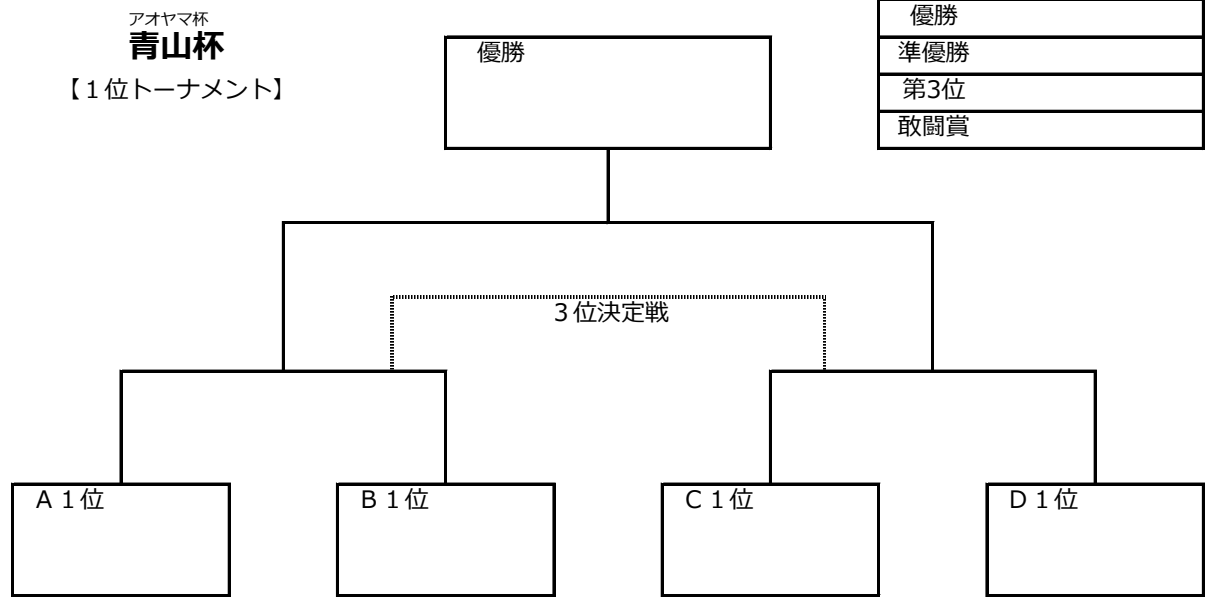 アオヤマ杯
青山杯
【１位トーナメント】
優勝
優勝
準優勝
第3位
敢闘賞
３位決定戦
Ａ１位
Ｂ１位
Ｃ１位
Ｄ１位